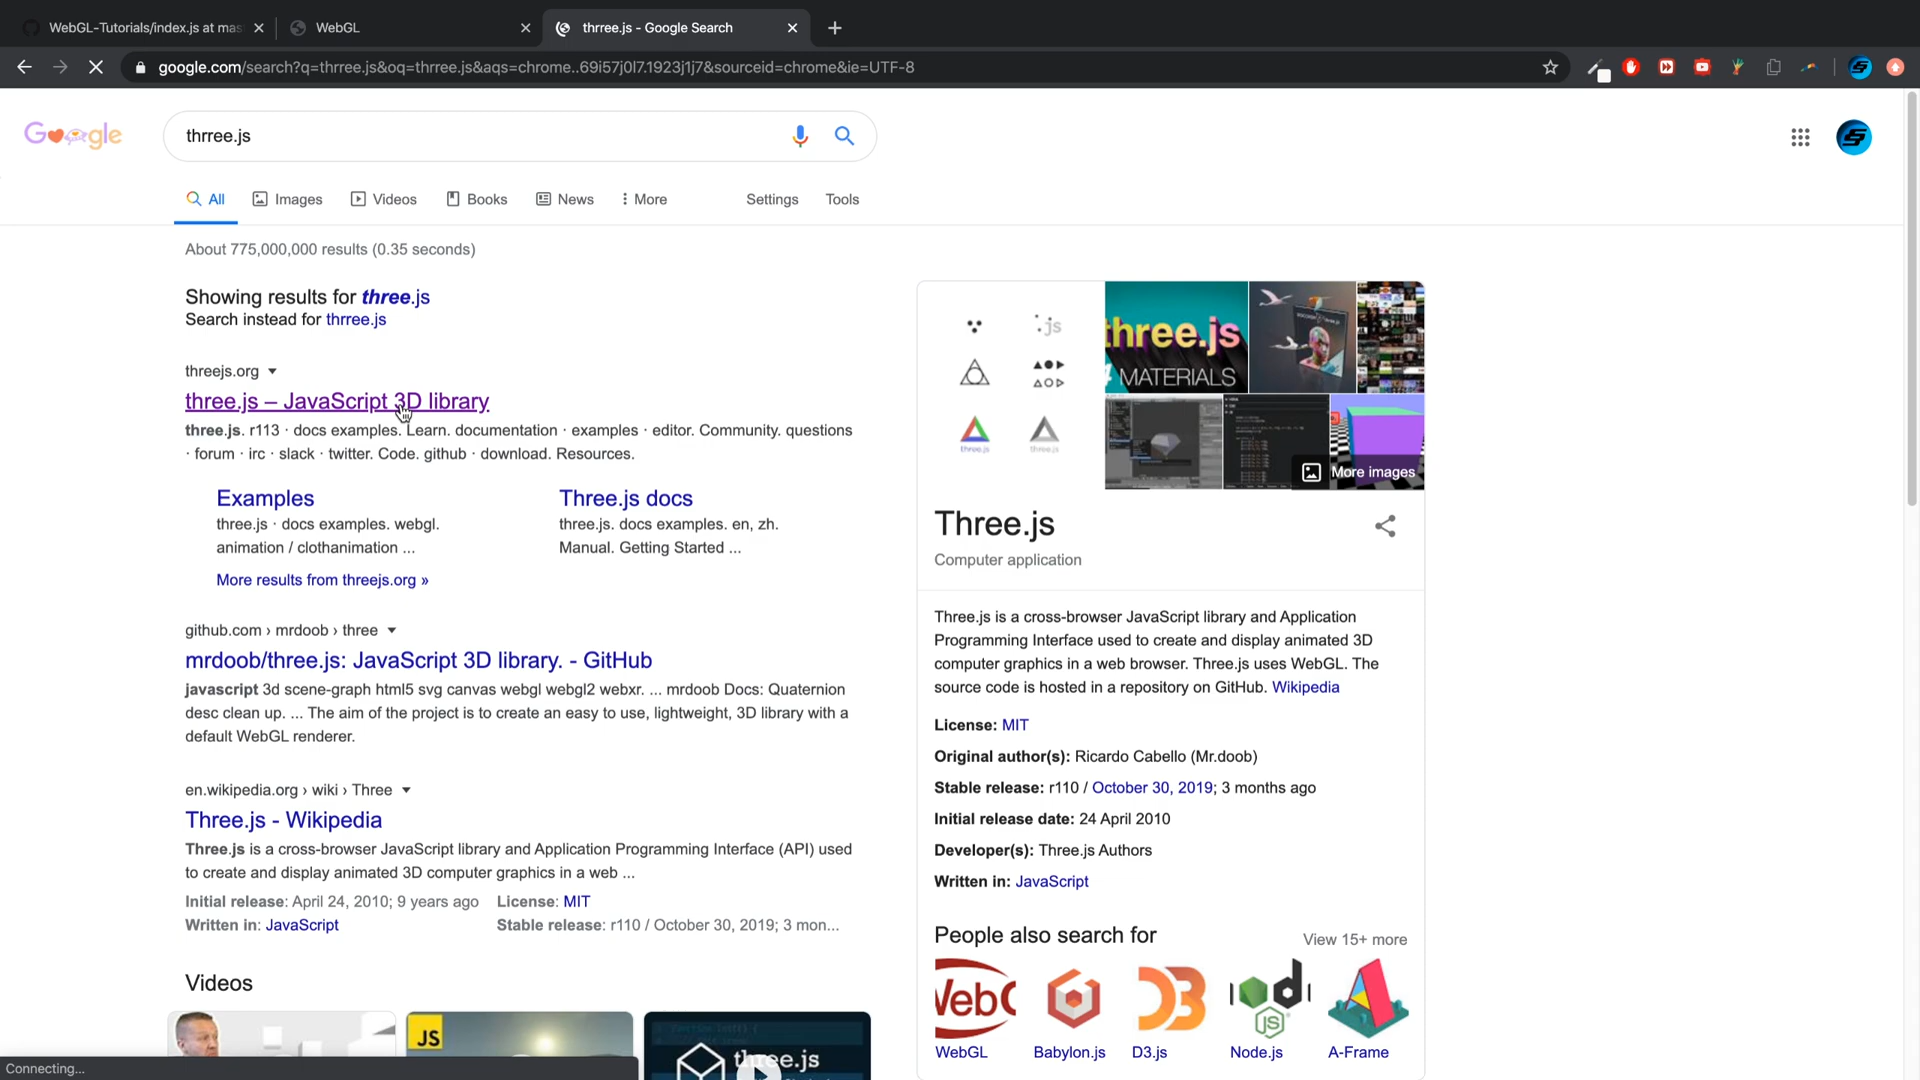 WebGL-Tutorials/index.js at mas
WebGL
thrree.js - Google Search
google.com/search?q=thrree.js&oq=thrree.js&aqs=chrome..69i57j0l7.1923j1j7&sourceid=chrome&ie=UTF-8
Google
thrree.js
All
Images
Videos
Books
News
More
Settings
Tools
About 775,000,000 results (0.35 seconds)
Showing results for three.js
Search instead for thrree.js
threejs.org
three.js – JavaScript 3D library
three.js. r113 · docs examples. Learn. documentation · examples · editor. Community. questions
· forum · irc · slack · twitter. Code. github · download. Resources.
Examples
three.js · docs examples. webgl.
animation / clothanimation ...
Three.js docs
three.js. docs examples. en, zh.
Manual. Getting Started ...
More results from threejs.org »
github.com › mrdoob › three
mrdoob/three.js: JavaScript 3D library. - GitHub
javascript 3d scene-graph html5 svg canvas webgl webgl2 webxr. ... mrdoob Docs: Quaternion
desc clean up. ... The aim of the project is to create an easy to use, lightweight, 3D library with a
default WebGL renderer.
en.wikipedia.org › wiki › Three
Three.js - Wikipedia
Three.js is a cross-browser JavaScript library and Application Programming Interface (API) used
to create and display animated 3D computer graphics in a web ...
Initial release: April 24, 2010; 9 years ago
License: MIT
Written in: JavaScript
Stable release: r110 / October 30, 2019; 3 mon...
Videos
JS
three.js
Connecting...
.js
three.js
three.js
three.js
MATERIALS
More images
Three.js
Computer application
Three.js is a cross-browser JavaScript library and Application
Programming Interface used to create and display animated 3D
computer graphics in a web browser. Three.js uses WebGL. The
source code is hosted in a repository on GitHub. Wikipedia
License: MIT
Original author(s): Ricardo Cabello (Mr.doob)
Stable release: r110 / October 30, 2019; 3 months ago
Initial release date: 24 April 2010
Developer(s): Three.js Authors
Written in: JavaScript
People also search for
View 15+ more
WebGL
Babylon.js
D3.js
Node.js
A-Frame